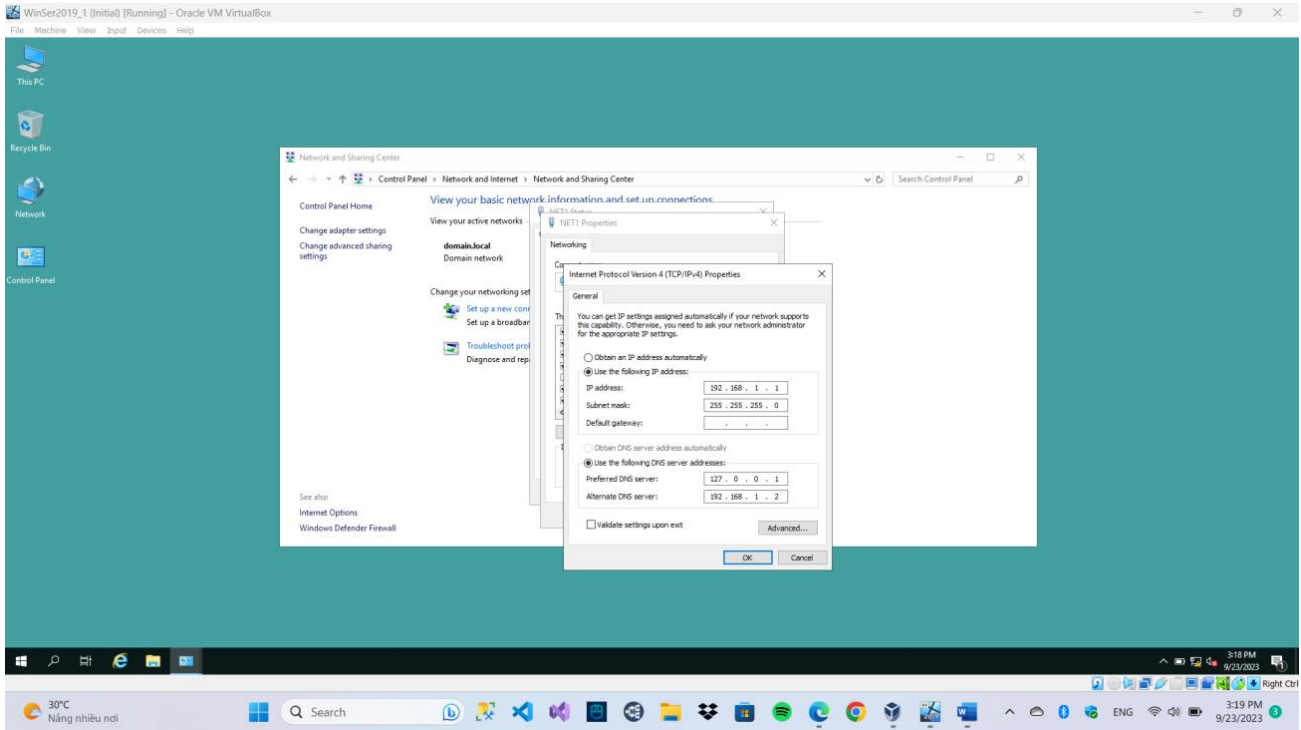 WinSer2019_1 (Initial) [Running] - Oracle VM VirtualBox
File Machine View Input Devices Help
This PC
Recycle Bin
Network
Control Panel
Network and Sharing Center
Control Panel › Network and Internet › Network and Sharing Center
Search Control Panel
Control Panel Home
Change adapter settings
Change advanced sharing
settings
View your basic network information and set up connections
View your active networks
domain.local
Domain network
Change your networking set
Set up a new conn
Set up a broadban
Troubleshoot prob
Diagnose and repa
See also
Internet Options
Windows Defender Firewall
NET1 Status
NET1 Properties
Networking
Internet Protocol Version 4 (TCP/IPv4) Properties
General
You can get IP settings assigned automatically if your network supports
this capability. Otherwise, you need to ask your network administrator
for the appropriate IP settings.
Obtain an IP address automatically
Use the following IP address:
IP address: 192 . 168 . 1 . 1
Subnet mask: 255 . 255 . 255 . 0
Default gateway: . . .
Obtain DNS server address automatically
Use the following DNS server addresses:
Preferred DNS server: 127 . 0 . 0 . 1
Alternate DNS server: 192 . 168 . 1 . 2
Validate settings upon exit
Advanced...
OK Cancel
3:18 PM
9/23/2023
Right Ctrl
30°C
Nắng nhiều nơi
Search
ENG
3:19 PM
9/23/2023
3